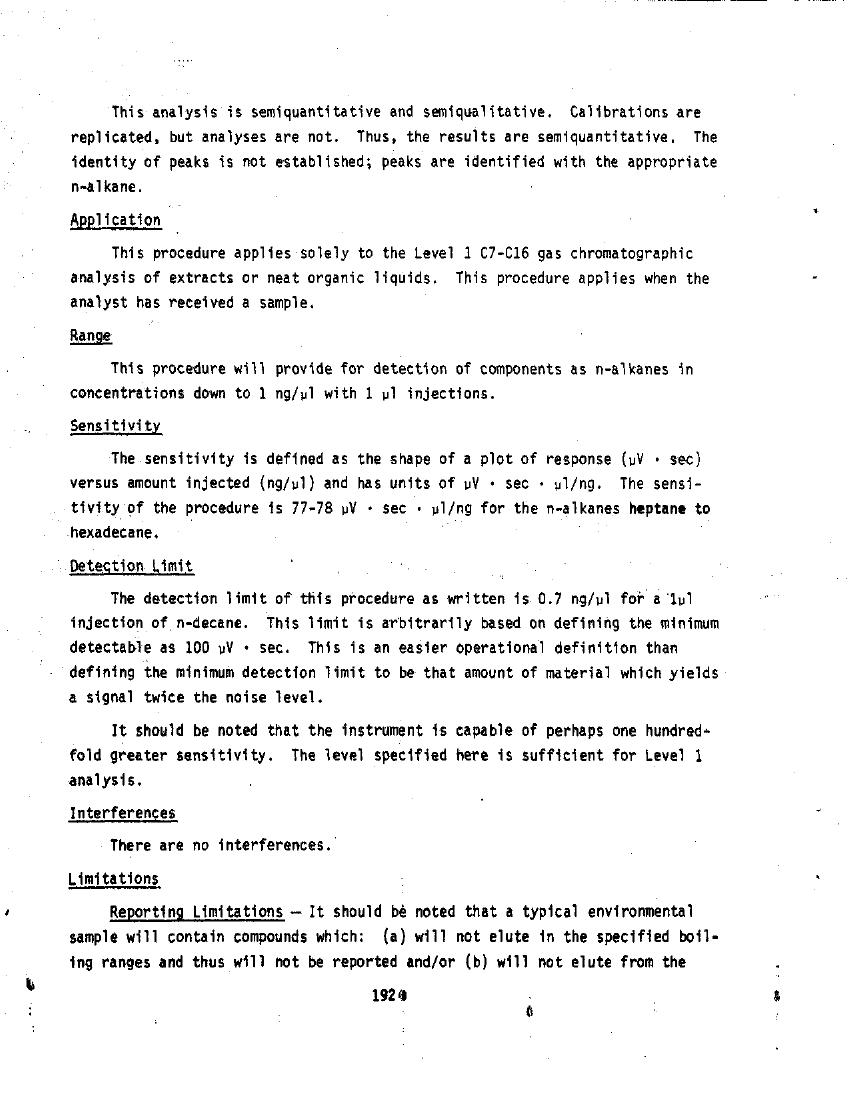 This analysis is semiquantitative and semiqualitative. Calibrations are
replicated, but analyses are not. Thus, the results are semiquantitative. The
identity of peaks is not established; peaks are identified with the appropriate
n-alkane.
Application
This procedure applies solely to the Level 1 C7-C16 gas chromatographic
analysis of extracts or neat organic liquids. This procedure applies when the
analyst has received a sample.
Range
This procedure will provide for detection of components as n-alkanes in
concentrations down to 1 ng/μl with 1 μl injections.
Sensitivity
The sensitivity is defined as the shape of a plot of response (μV · sec)
versus amount injected (ng/μl) and has units of μV · sec · μl/ng. The sensi-
tivity of the procedure is 77-78 μV · sec · μl/ng for the n-alkanes heptane to
hexadecane.
Detection Limit
The detection limit of this procedure as written is 0.7 ng/μl for a 1μl
injection of n-decane. This limit is arbitrarily based on defining the minimum
detectable as 100 μV · sec. This is an easier operational definition than
defining the minimum detection limit to be that amount of material which yields
a signal twice the noise level.
It should be noted that the instrument is capable of perhaps one hundred-
fold greater sensitivity. The level specified here is sufficient for Level 1
analysis.
Interferences
There are no interferences.
Limitations
Reporting Limitations — It should be noted that a typical environmental
sample will contain compounds which: (a) will not elute in the specified boil-
ing ranges and thus will not be reported and/or (b) will not elute from the